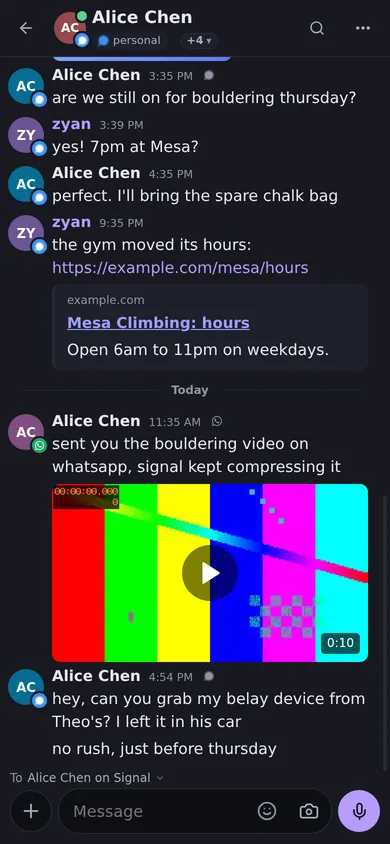 AC
Alice Chen
personal
+4 ▾
Alice Chen 3:35 PM
AC
are we still on for bouldering thursday?
zyan 3:39 PM
ZY
yes! 7pm at Mesa?
Alice Chen 4:35 PM
AC
perfect. I'll bring the spare chalk bag
zyan 9:35 PM
ZY
the gym moved its hours:
https://example.com/mesa/hours
example.com
Mesa Climbing: hours
Open 6am to 11pm on weekdays.
Today
Alice Chen 11:35 AM
AC
sent you the bouldering video on
whatsapp, signal kept compressing it
00:00:00.000
0
0:10
Alice Chen 4:54 PM
AC
hey, can you grab my belay device from
Theo's? I left it in his car
no rush, just before thursday
To Alice Chen on Signal
Message